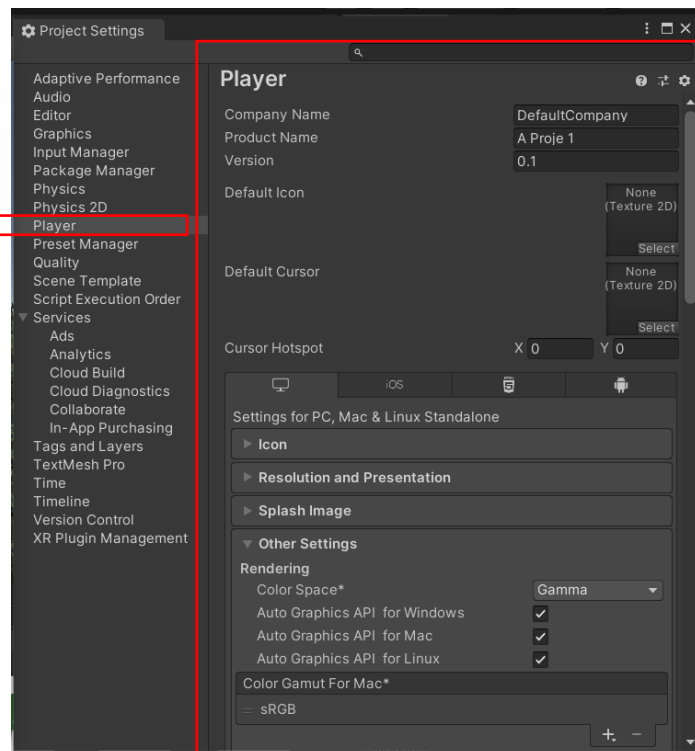 Project Settings
Adaptive Performance
Audio
Editor
Graphics
Input Manager
Package Manager
Physics
Physics 2D
Player
Preset Manager
Quality
Scene Template
Script Execution Order
Services
Ads
Analytics
Cloud Build
Cloud Diagnostics
Collaborate
In-App Purchasing
Tags and Layers
TextMesh Pro
Time
Timeline
Version Control
XR Plugin Management
Player
Company Name DefaultCompany
Product Name A Proje 1
Version 0.1
Default Icon None
(Texture 2D)
Select
Default Cursor None
(Texture 2D)
Select
Cursor Hotspot X 0 Y 0
iOS
Settings for PC, Mac & Linux Standalone
Icon
Resolution and Presentation
Splash Image
Other Settings
Rendering
Color Space* Gamma
Auto Graphics API for Windows
Auto Graphics API for Mac
Auto Graphics API for Linux
Color Gamut For Mac*
sRGB